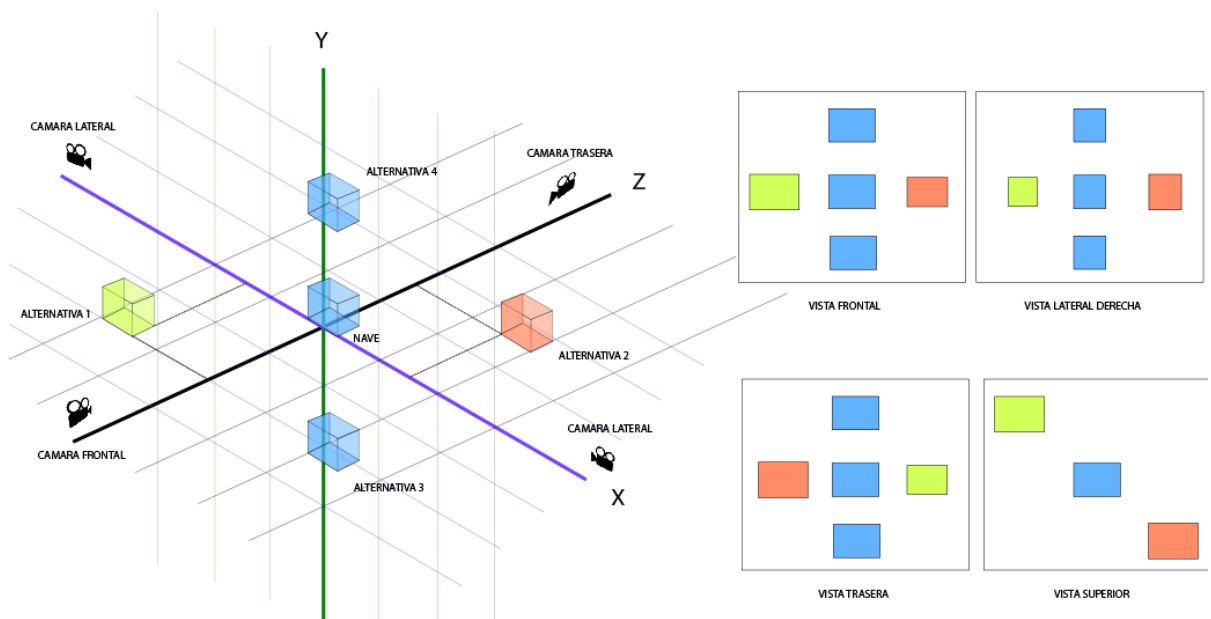 Y
CAMARA LATERAL
ALTERNATIVA 4
CAMARA TRASERA
Z
ALTERNATIVA 1
NAVE
ALTERNATIVA 2
CAMARA FRONTAL
ALTERNATIVA 3
CAMARA LATERAL
X
VISTA FRONTAL
VISTA LATERAL DERECHA
VISTA TRASERA
VISTA SUPERIOR